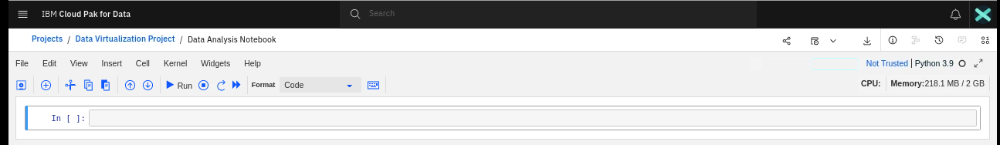 IBM Cloud Pak for Data Search
Projects / Data Virtualization Project / Data Analysis Notebook
File Edit View Insert Cell Kernel Widgets Help Not Trusted | Python 3.9
Run Format Code CPU: Memory:218.1 MB / 2 GB
In [ ]: